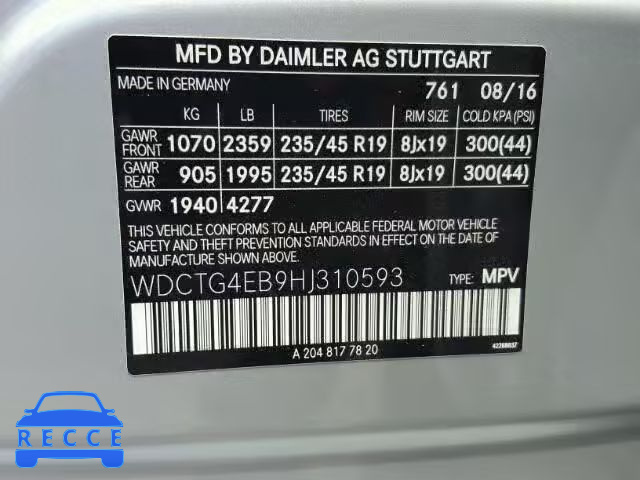 MFD BY DAIMLER AG STUTTGART
MADE IN GERMANY 761 08/16
KG LB TIRES RIM SIZE COLD KPA (PSI)
GAWR FRONT 1070 2359 235/45 R19 8Jx19 300(44)
GAWR REAR 905 1995 235/45 R19 8Jx19 300(44)
GVWR 1940 4277
THIS VEHICLE CONFORMS TO ALL APPLICABLE FEDERAL MOTOR VEHICLE
SAFETY, BUMPER, AND THEFT PREVENTION STANDARDS IN EFFECT ON THE DATE
OF MANUFACTURE SHOWN ABOVE.
WDCTG4EB9HJ310593 TYPE: MPV
A 204 817 78 20
RECCE